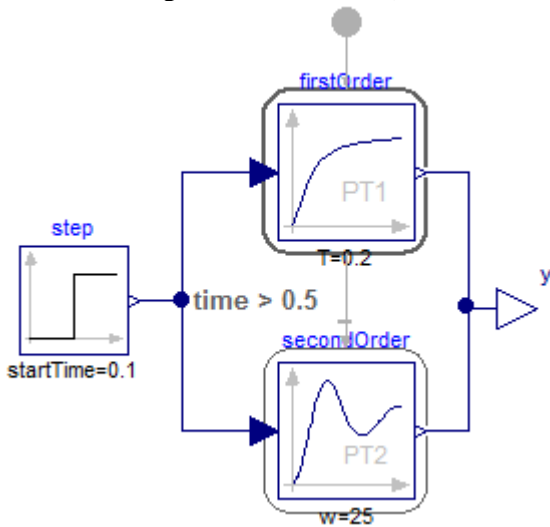 firstOrder
PT1
T=0.2
step
startTime=0.1
time > 0.5
y
secondOrder
PT2
w=25